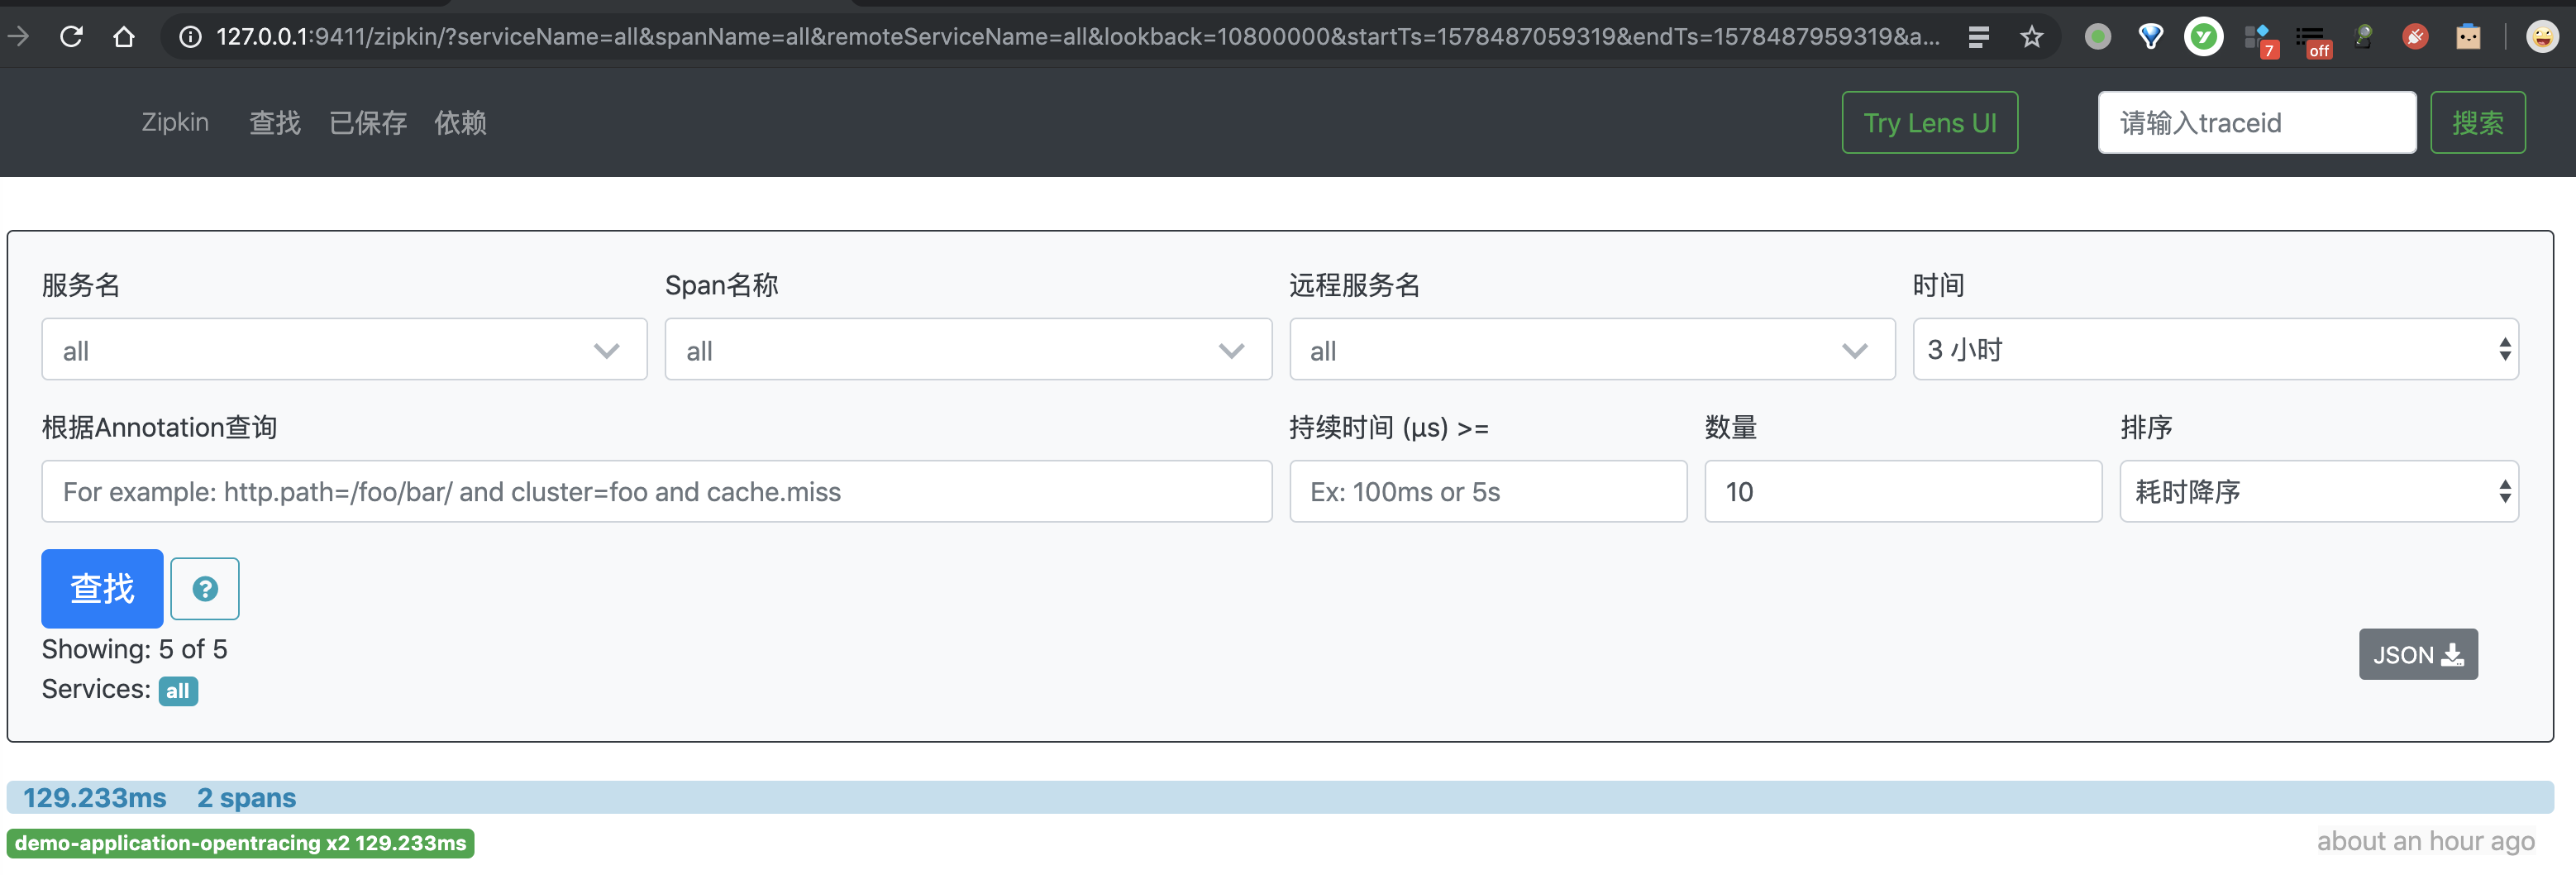 127.0.0.1:9411/zipkin/?serviceName=all&spanName=all&remoteServiceName=all&lookback=10800000&startTs=1578487059319&endTs=1578487959319&a...
7
off
Zipkin 查找 已保存 依赖 Try Lens UI 请输入traceid 搜索
服务名 Span名称 远程服务名 时间
all all all 3 小时
根据Annotation查询 持续时间 (μs) >= 数量 排序
For example: http.path=/foo/bar/ and cluster=foo and cache.miss Ex: 100ms or 5s 10 耗时降序
查找 ?
Showing: 5 of 5
JSON
Services: all
129.233ms 2 spans
demo-application-opentracing x2 129.233ms about an hour ago